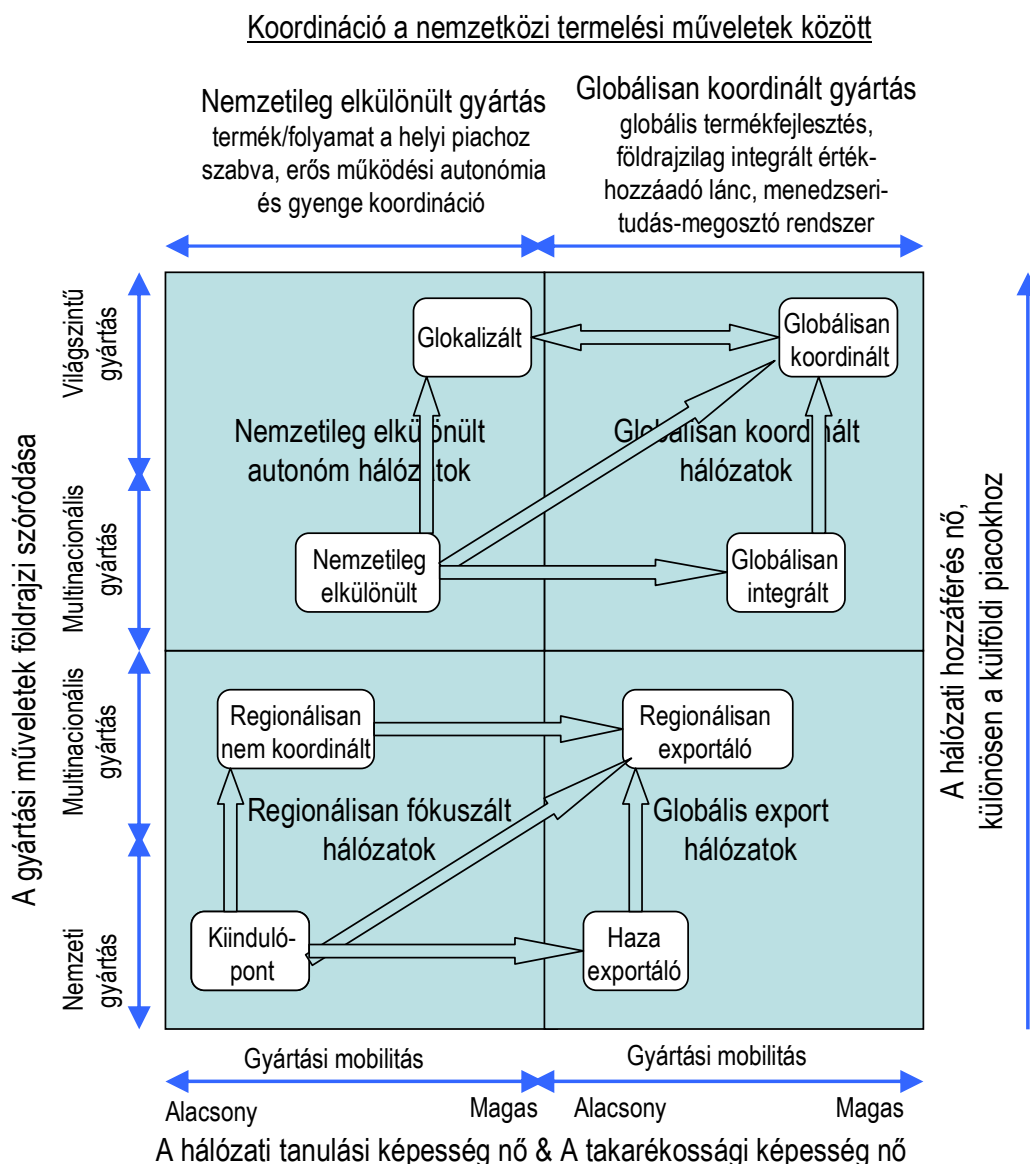 Koordináció a nemzetközi termelési műveletek között
Nemzetileg elkülönült gyártás
termék/folyamat a helyi piachoz
szabva, erős működési autonómia
és gyenge koordináció
Globálisan koordinált gyártás
globális termékfejlesztés,
földrajzilag integrált érték-
hozzáadó lánc, menedzseri-
tudás-megosztó rendszer
A gyártási műveletek földrajzi szóródása
Világszintű
gyártás
Multinacionális
gyártás
Multinacionális
gyártás
Nemzeti
gyártás
Glokalizált
Globálisan
koordinált
Nemzetileg elkülönült
autonóm hálózatok
Globálisan koordinált
hálózatok
Nemzetileg
elkülönült
Globálisan
integrált
Regionálisan
nem koordinált
Regionálisan
exportáló
Regionálisan fókuszált
hálózatok
Globális export
hálózatok
Kiinduló-
pont
Haza
exportáló
A hálózati hozzáférés nő,
különösen a külföldi piacokhoz
Gyártási mobilitás
Gyártási mobilitás
Alacsony
Magas
Alacsony
Magas
A hálózati tanulási képesség nő & A takarékossági képesség nő